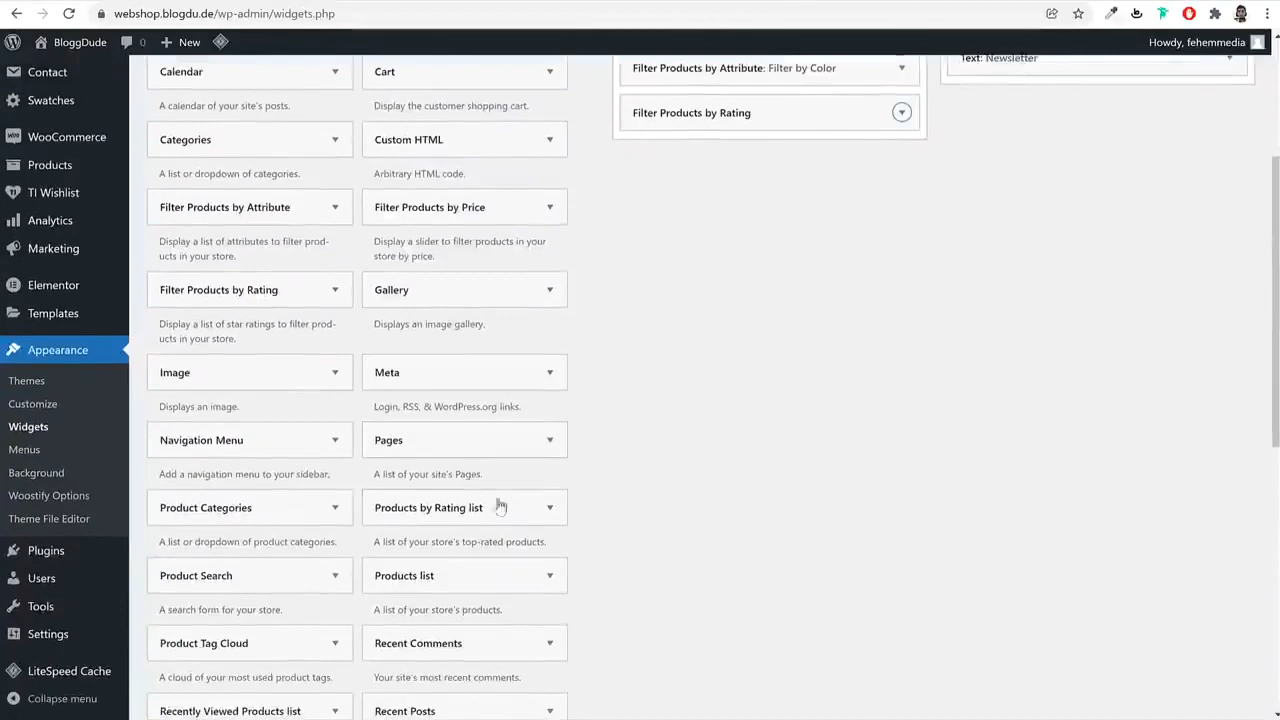 webshop.blogdu.de/wp-admin/widgets.php
BloggDude
0
New
Howdy, fehemmedia
Contact
Swatches
WooCommerce
Products
TI Wishlist
Analytics
Marketing
Elementor
Templates
Appearance
Themes
Customize
Widgets
Menus
Background
Woostify Options
Theme File Editor
Plugins
Users
Tools
Settings
LiteSpeed Cache
Collapse menu
Calendar
A calendar of your site's posts.
Cart
Display the customer shopping cart.
Categories
A list or dropdown of categories.
Custom HTML
Arbitrary HTML code.
Filter Products by Attribute
Display a list of attributes to filter prod-
ucts in your store.
Filter Products by Price
Display a slider to filter products in your
store by price.
Filter Products by Rating
Display a list of star ratings to filter prod-
ucts in your store.
Gallery
Displays an image gallery.
Image
Displays an image.
Meta
Login, RSS, & WordPress.org links.
Navigation Menu
Add a navigation menu to your sidebar.
Pages
A list of your site's Pages.
Product Categories
A list or dropdown of product categories.
Products by Rating list
A list of your store's top-rated products.
Product Search
A search form for your store.
Products list
A list of your store's products.
Product Tag Cloud
A cloud of your most used product tags.
Recent Comments
Your site's most recent comments.
Recently Viewed Products list
Recent Posts
Filter Products by Attribute: Filter by Color
Filter Products by Rating
Text: Newsletter